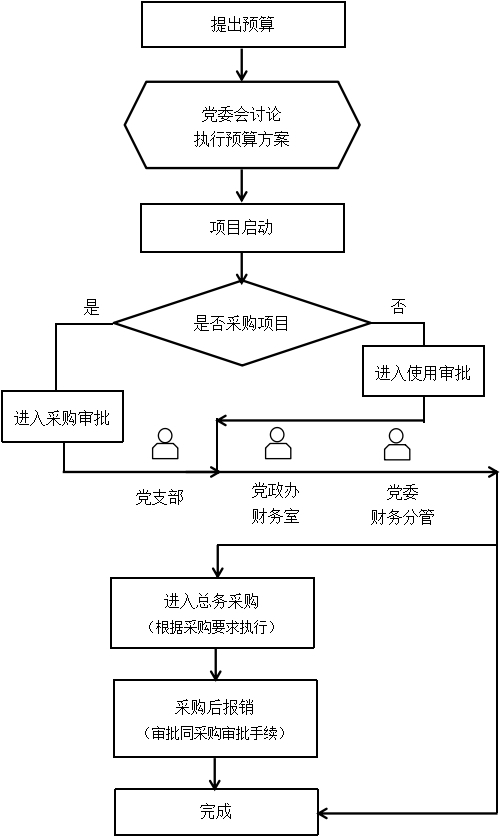 提出预算
党委会讨论
执行预算方案
项目启动
是
否
是否采购项目
进入使用审批
进入采购审批
党支部
党政办
财务室
党委
财务分管
进入总务采购
（根据采购要求执行）
采购后报销
（审批同采购审批手续）
完成